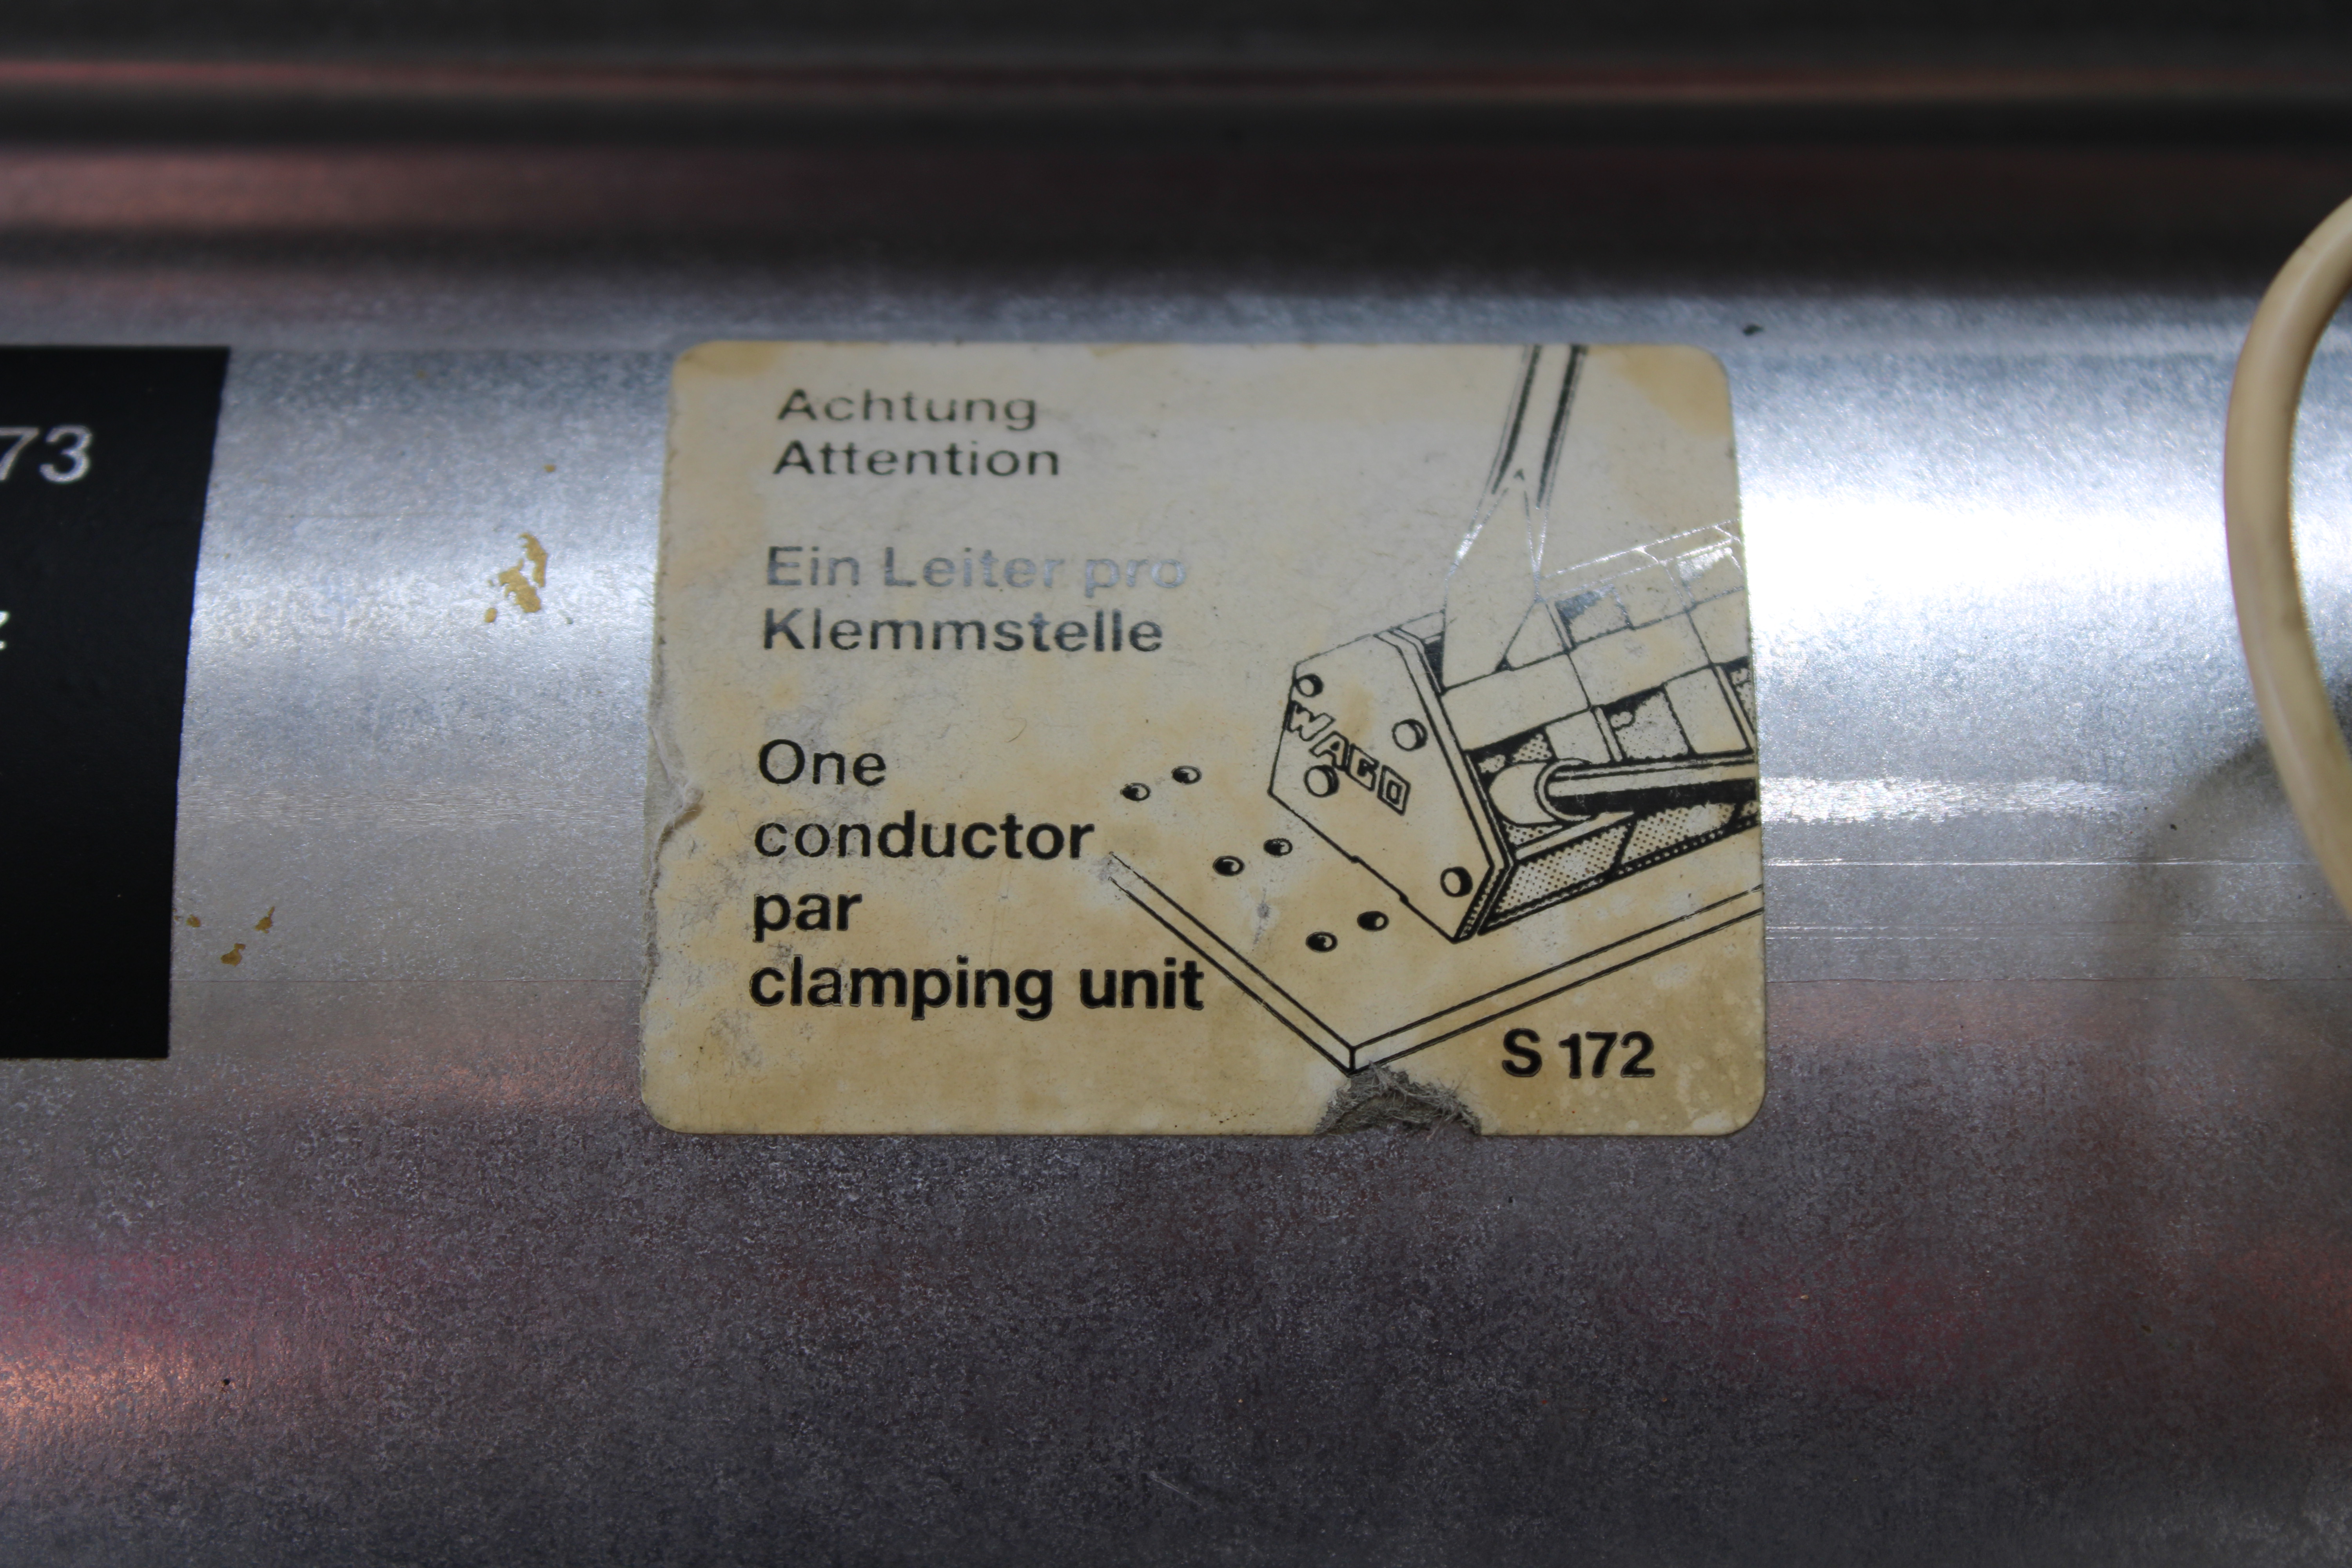 73
z
Achtung
Attention
Ein Leiter pro
Klemmstelle
One
conductor
par
clamping unit
WAGO
S 172